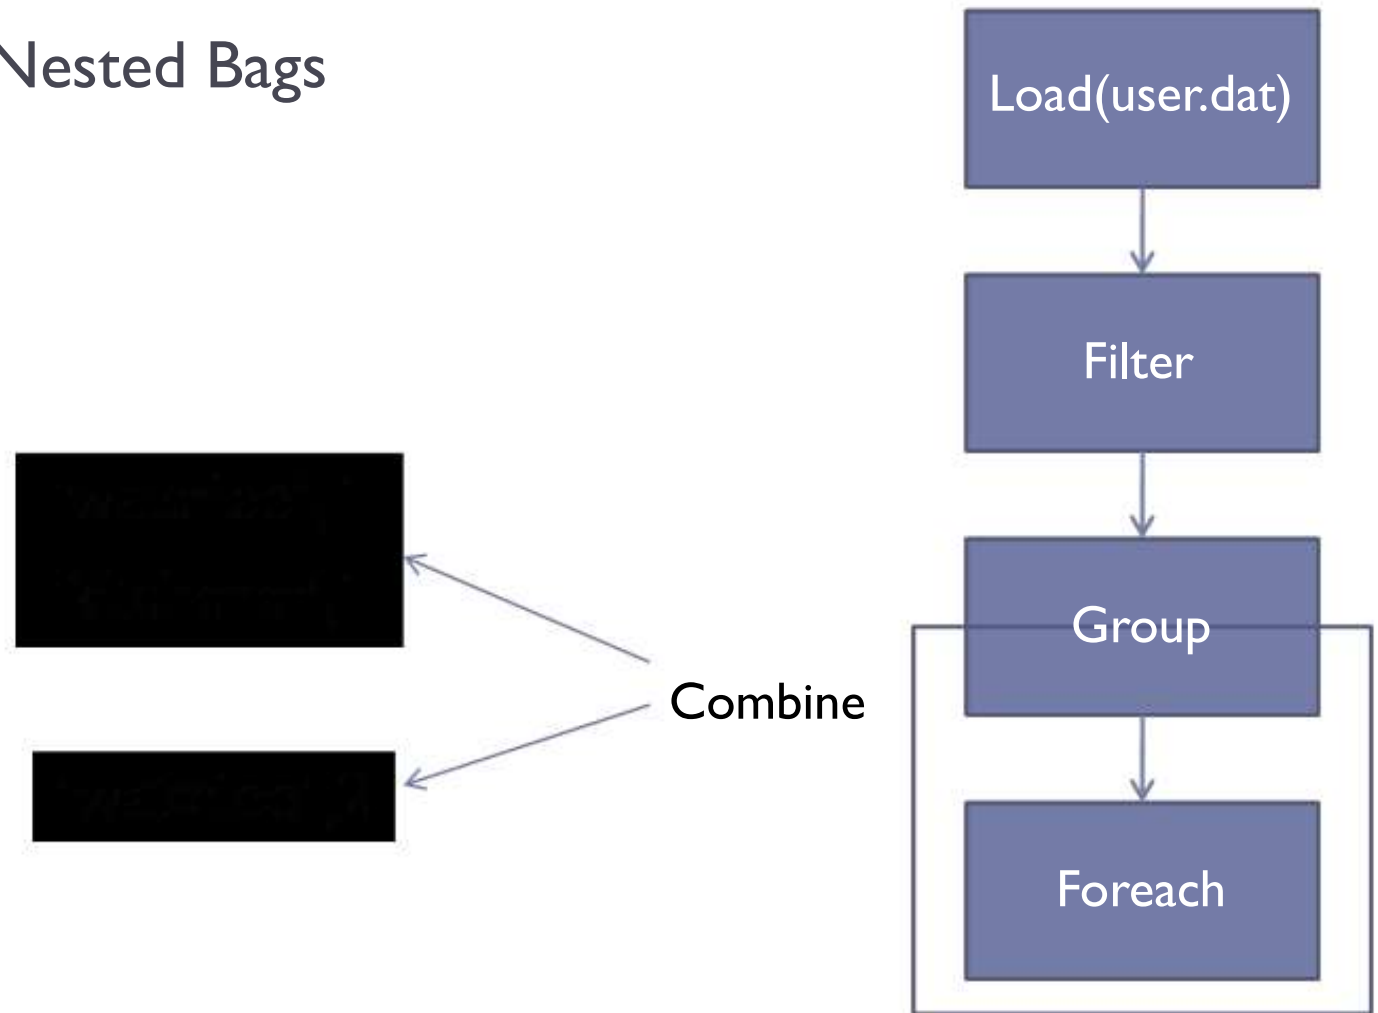 Nested Bags
Load(user.dat)
Filter
Group
Combine
Foreach